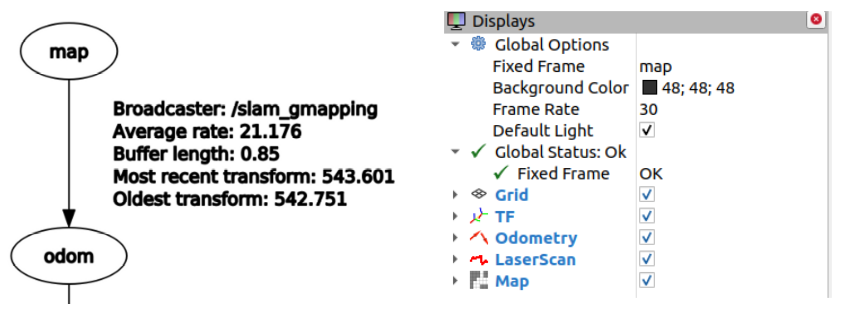 map
Broadcaster: /slam_gmapping
Average rate: 21.176
Buffer length: 0.85
Most recent transform: 543.601
Oldest transform: 542.751
odom
Displays
Global Options
Fixed Frame map
Background Color 48; 48; 48
Frame Rate 30
Default Light
Global Status: Ok
Fixed Frame OK
Grid
TF
Odometry
LaserScan
Map